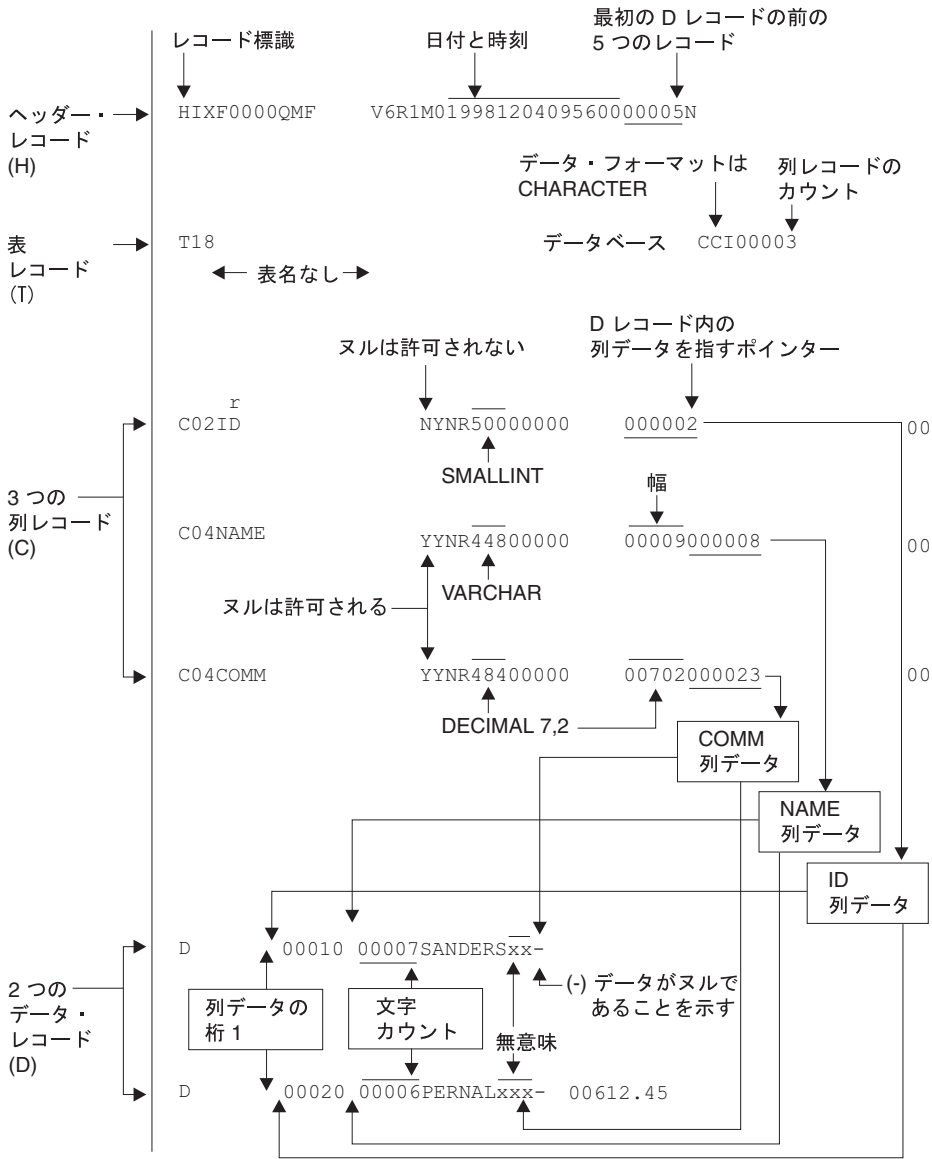 レコード標識
日付と時刻
最初の D レコードの前の
5 つのレコード
ヘッダー・
レコード
(H)
HIXF0000QMF V6R1M019981204095600000005N
データ・フォーマットは
CHARACTER
列レコードの
カウント
表
レコード
(T)
T18
データベース CCI00003
表名なし
ヌルは許可されない
D レコード内の
列データを指すポインター
r
C02ID NYNR50000000 000002 00
SMALLINT
幅
3 つの
列レコード
(C)
C04NAME YYNR44800000 00009000008 00
VARCHAR
ヌルは許可される
C04COMM YYNR48400000 00702000023 00
DECIMAL 7,2
COMM
列データ
NAME
列データ
ID
列データ
D 00010 00007SANDERSxx-
(-) データがヌルで
あることを示す
2 つの
データ・
レコード
(D)
列データの
桁 1
文字
カウント
無意味
D 00020 00006PERNALxxx- 00612.45